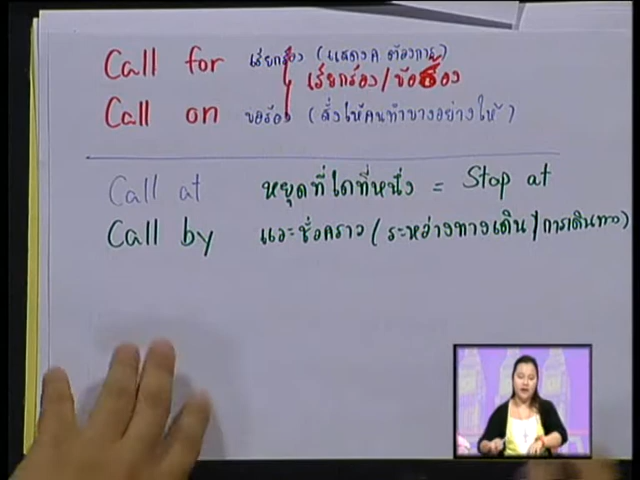 Call for เรียกร้อง (แสดงค ต้องการ)
เรียกร้อง/ขอร้อง
Call on ขอร้อง (สั่งให้คนทำบางอย่างให้)
Call at หยุดที่ใดที่หนึ่ง = Stop at
Call by แวะชั่วคราว (ระหว่างทางเดิน/การเดินทาง)